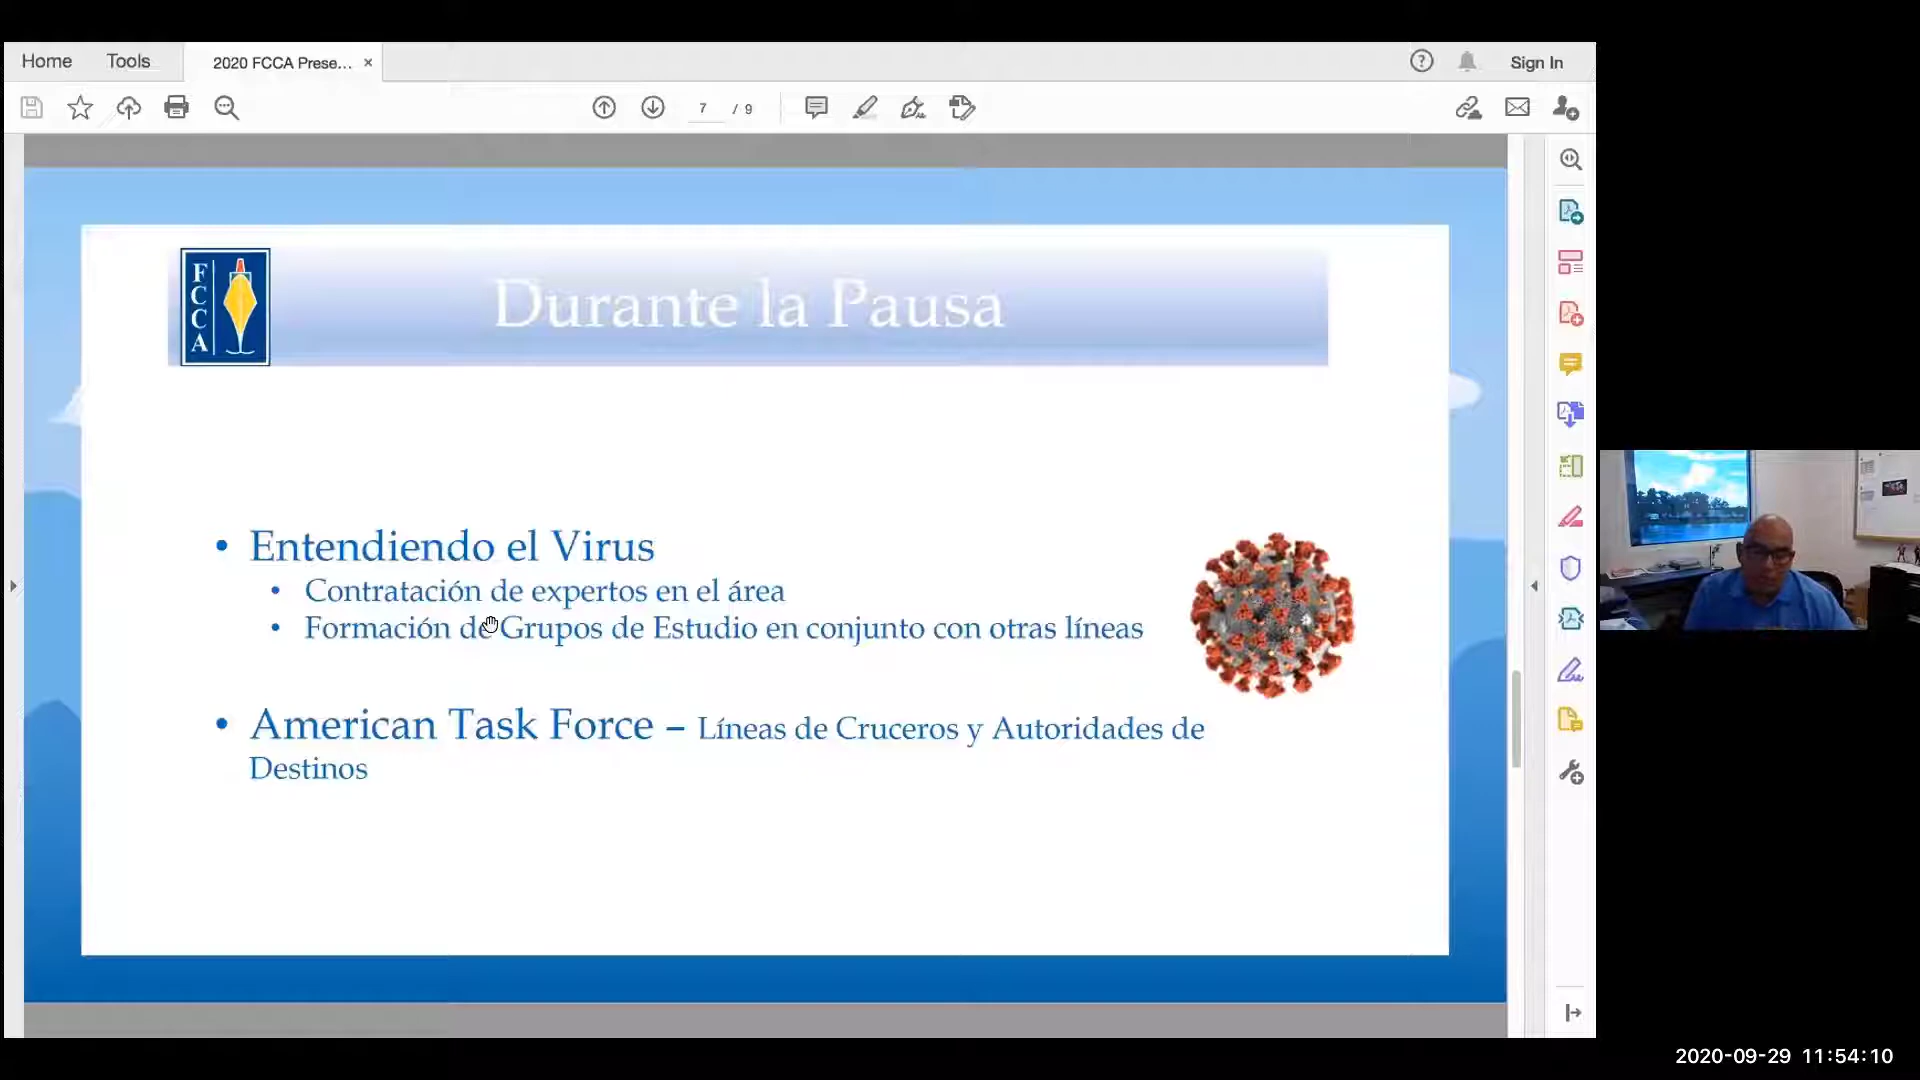 Home
Tools
2020 FCCA Prese... ×
Sign In
7 / 9
FCCA
Durante la Pausa
• Entendiendo el Virus
• Contratación de expertos en el área
• Formación de Grupos de Estudio en conjunto con otras líneas
• American Task Force – Líneas de Cruceros y Autoridades de
Destinos
2020-09-29 11:54:10